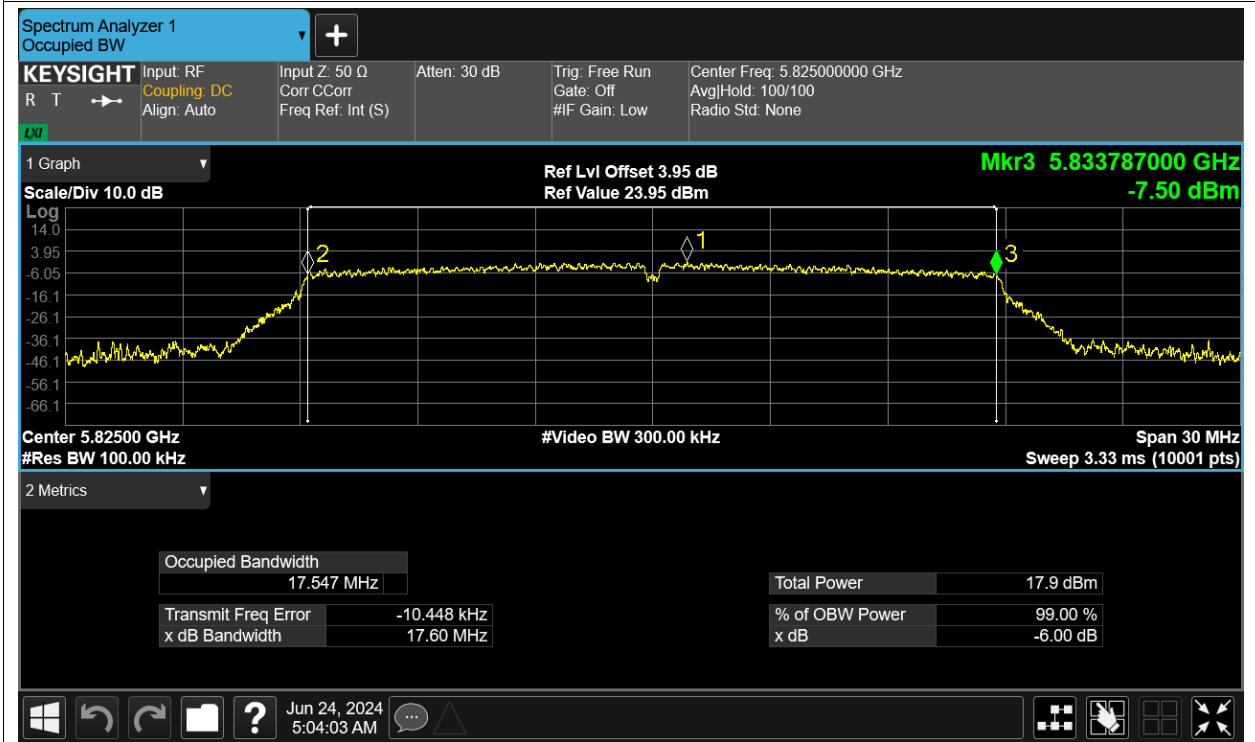 Spectrum Analyzer 1
Occupied BW
KEYSIGHT
R T
LXI
Input: RF
Coupling: DC
Align: Auto
Input Z: 50 Ω
Corr CCorr
Freq Ref: Int (S)
Atten: 30 dB
Trig: Free Run
Gate: Off
#IF Gain: Low
Center Freq: 5.825000000 GHz
Avg|Hold: 100/100
Radio Std: None
1 Graph
Ref Lvl Offset 3.95 dB
Mkr3 5.833787000 GHz
Scale/Div 10.0 dB
Ref Value 23.95 dBm
-7.50 dBm
Log
14.0
3.95
-6.05
-16.1
-26.1
-36.1
-46.1
-56.1
-66.1
2
1
3
Center 5.82500 GHz
#Video BW 300.00 kHz
Span 30 MHz
#Res BW 100.00 kHz
Sweep 3.33 ms (10001 pts)
2 Metrics
Occupied Bandwidth
17.547 MHz
Total Power 17.9 dBm
Transmit Freq Error -10.448 kHz
% of OBW Power 99.00 %
x dB Bandwidth 17.60 MHz
x dB -6.00 dB
?
Jun 24, 2024
5:04:03 AM